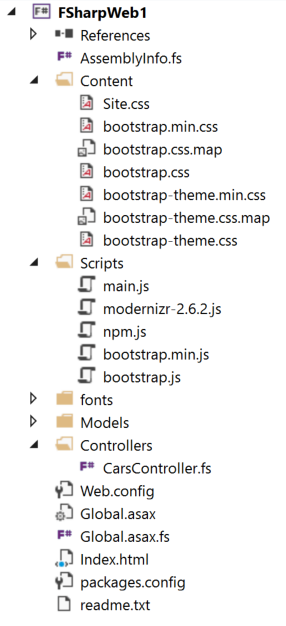 FSharpWeb1
References
AssemblyInfo.fs
Content
Site.css
bootstrap.min.css
bootstrap.css.map
bootstrap.css
bootstrap-theme.min.css
bootstrap-theme.css.map
bootstrap-theme.css
Scripts
main.js
modernizr-2.6.2.js
npm.js
bootstrap.min.js
bootstrap.js
fonts
Models
Controllers
CarsController.fs
Web.config
Global.asax
Global.asax.fs
Index.html
packages.config
readme.txt